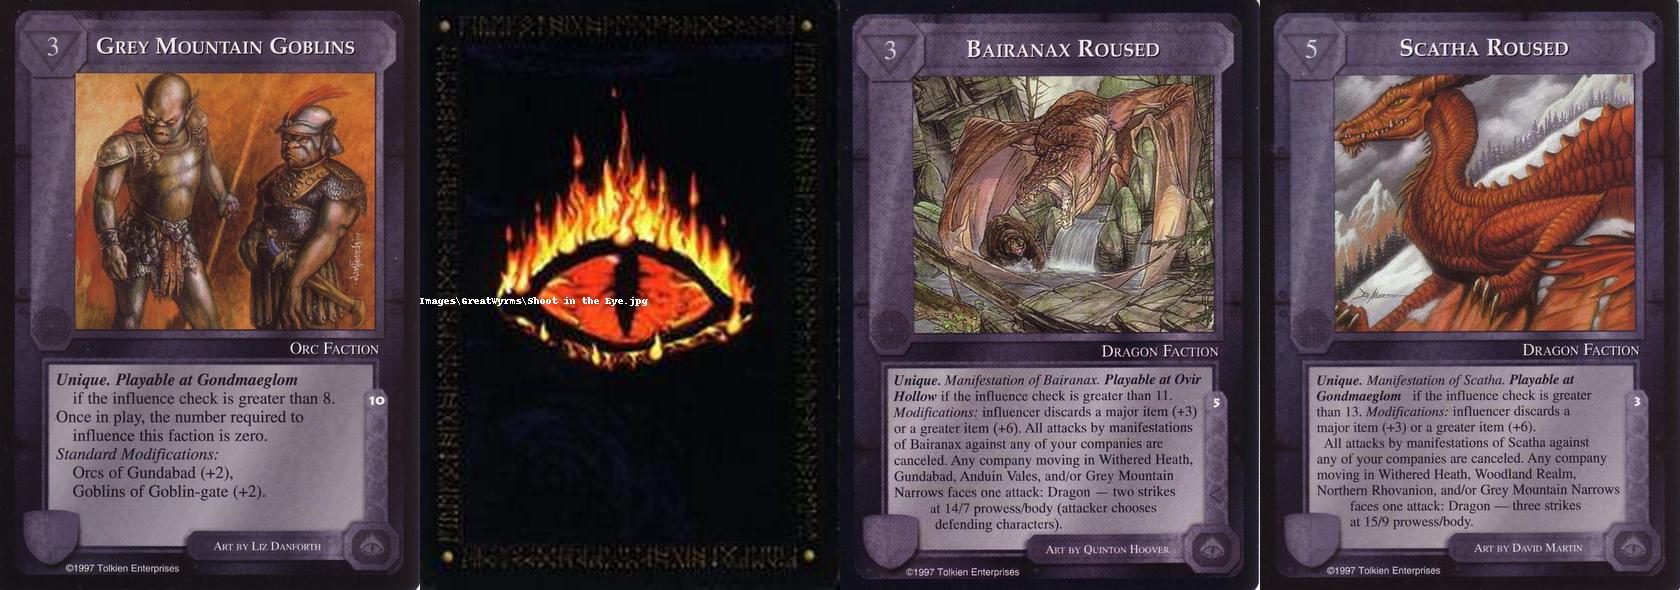 3
GREY MOUNTAIN GOBLINS
ORC FACTION
Unique. Playable at Gondmaeglom
if the influence check is greater than 8.
Once in play, the number required to
influence this faction is zero.
Standard Modifications:
Orcs of Gundabad (+2),
Goblins of Goblin-gate (+2).
10
ART BY LIZ DANFORTH
©1997 Tolkien Enterprises
Images\GreatWyrms\Shoot in the Eye.jpg
3
BAIRANAX ROUSED
DRAGON FACTION
Unique. Manifestation of Bairanax. Playable at Ovir
Hollow if the influence check is greater than 11.
Modifications: influencer discards a major item (+3)
or a greater item (+6). All attacks by manifestations
of Bairanax against any of your companies are
canceled. Any company moving in Withered Heath,
Gundabad, Anduin Vales, and/or Grey Mountain
Narrows faces one attack: Dragon — two strikes
at 14/7 prowess/body (attacker chooses
defending characters).
5
ART BY QUINTON HOOVER
©1997 Tolkien Enterprises
5
SCATHA ROUSED
DRAGON FACTION
Unique. Manifestation of Scatha. Playable at
Gondmaeglom if the influence check is greater
than 13. Modifications: influencer discards a
major item (+3) or a greater item (+6).
All attacks by manifestations of Scatha against
any of your companies are canceled. Any company
moving in Withered Heath, Woodland Realm,
Northern Rhovanion, and/or Grey Mountain Narrows
faces one attack: Dragon — three strikes
at 15/9 prowess/body.
3
ART BY DAVID MARTIN
©1997 Tolkien Enterprises